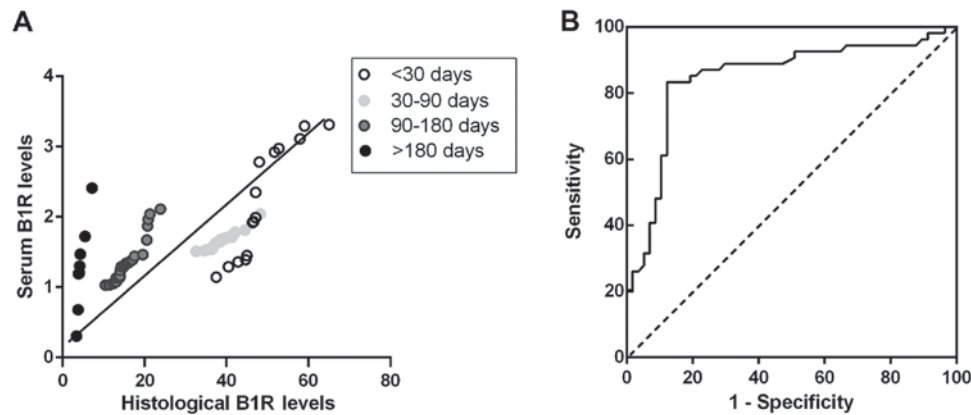 A
Serum B1R levels
4
3
2
1
0
0 20 40 60 80
Histological B1R levels
<30 days
30-90 days
90-180 days
>180 days
B
Sensitivity
100
80
60
40
20
0
0 20 40 60 80 100
1 - Specificity